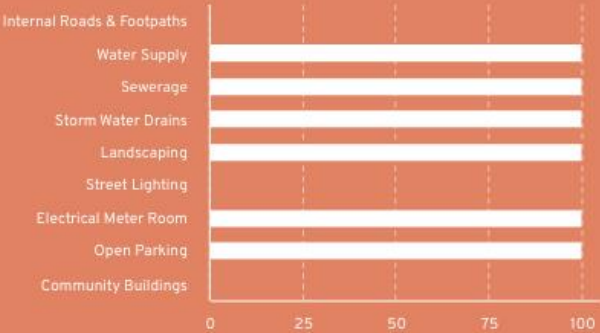 Internal Roads & Footpaths
Water Supply
Sewerage
Storm Water Drains
Landscaping
Street Lighting
Electrical Meter Room
Open Parking
Community Buildings
0 25 50 75 100